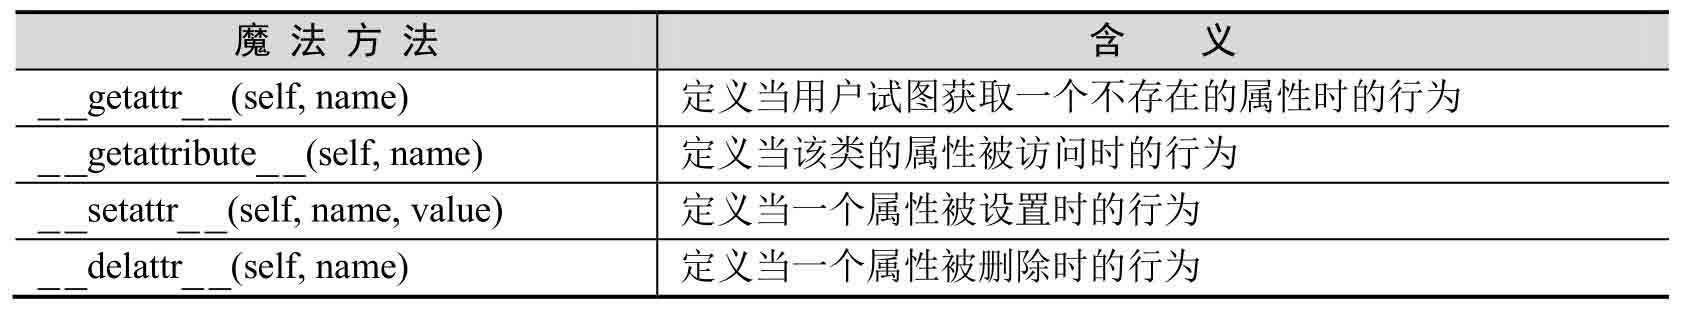 魔法方法 含 义
__getattr__(self, name) 定义当用户试图获取一个不存在的属性时的行为
__getattribute__(self, name) 定义当该类的属性被访问时的行为
__setattr__(self, name, value) 定义当一个属性被设置时的行为
__delattr__(self, name) 定义当一个属性被删除时的行为